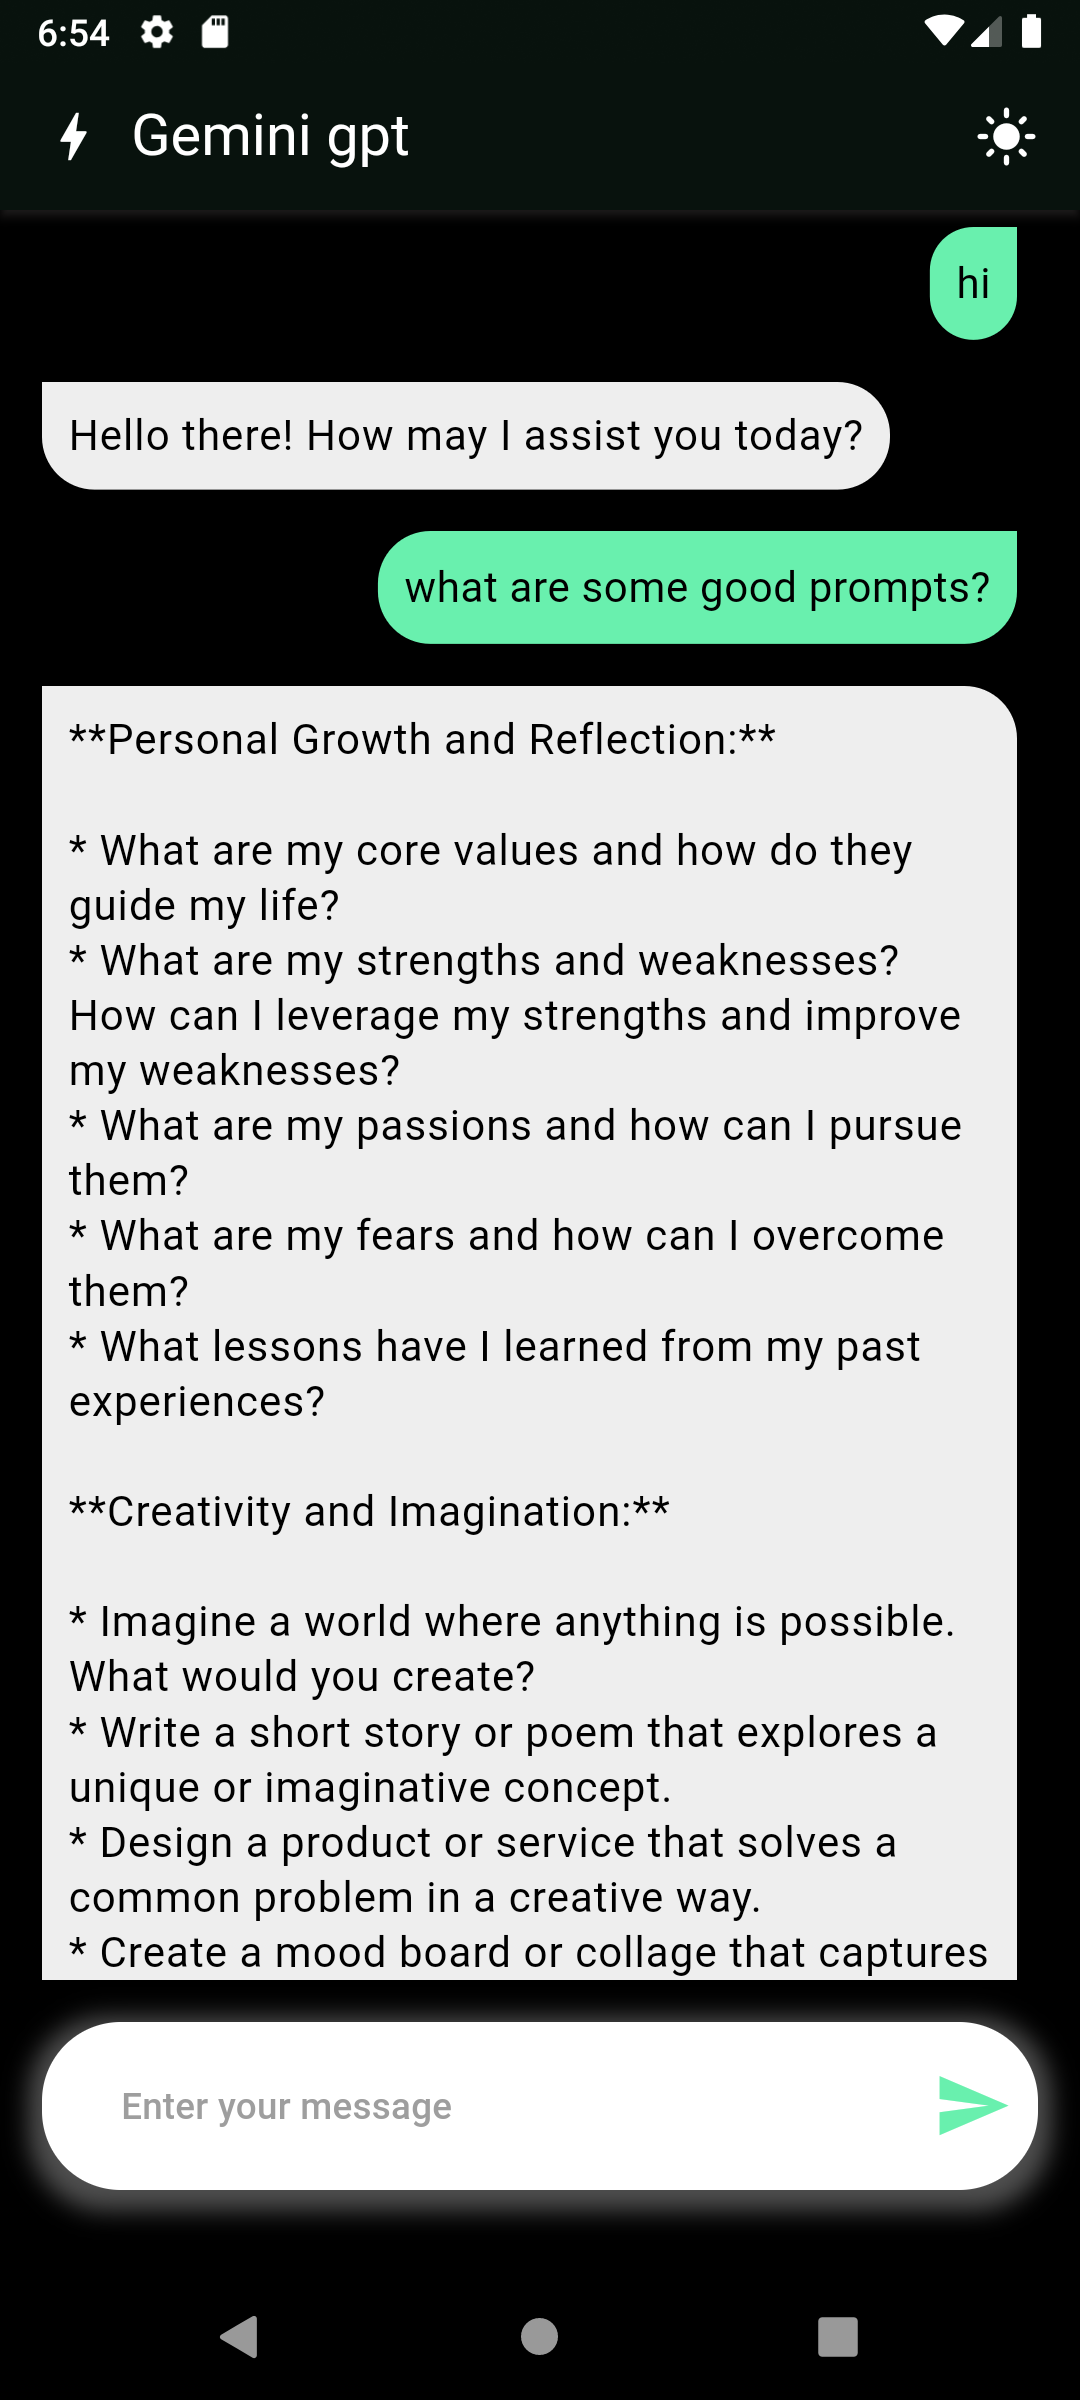 6:54
Gemini gpt
hi
Hello there! How may I assist you today?
what are some good prompts?
**Personal Growth and Reflection:**
* What are my core values and how do they
guide my life?
* What are my strengths and weaknesses?
How can I leverage my strengths and improve
my weaknesses?
* What are my passions and how can I pursue
them?
* What are my fears and how can I overcome
them?
* What lessons have I learned from my past
experiences?
**Creativity and Imagination:**
* Imagine a world where anything is possible.
What would you create?
* Write a short story or poem that explores a
unique or imaginative concept.
* Design a product or service that solves a
common problem in a creative way.
* Create a mood board or collage that captures
Enter your message